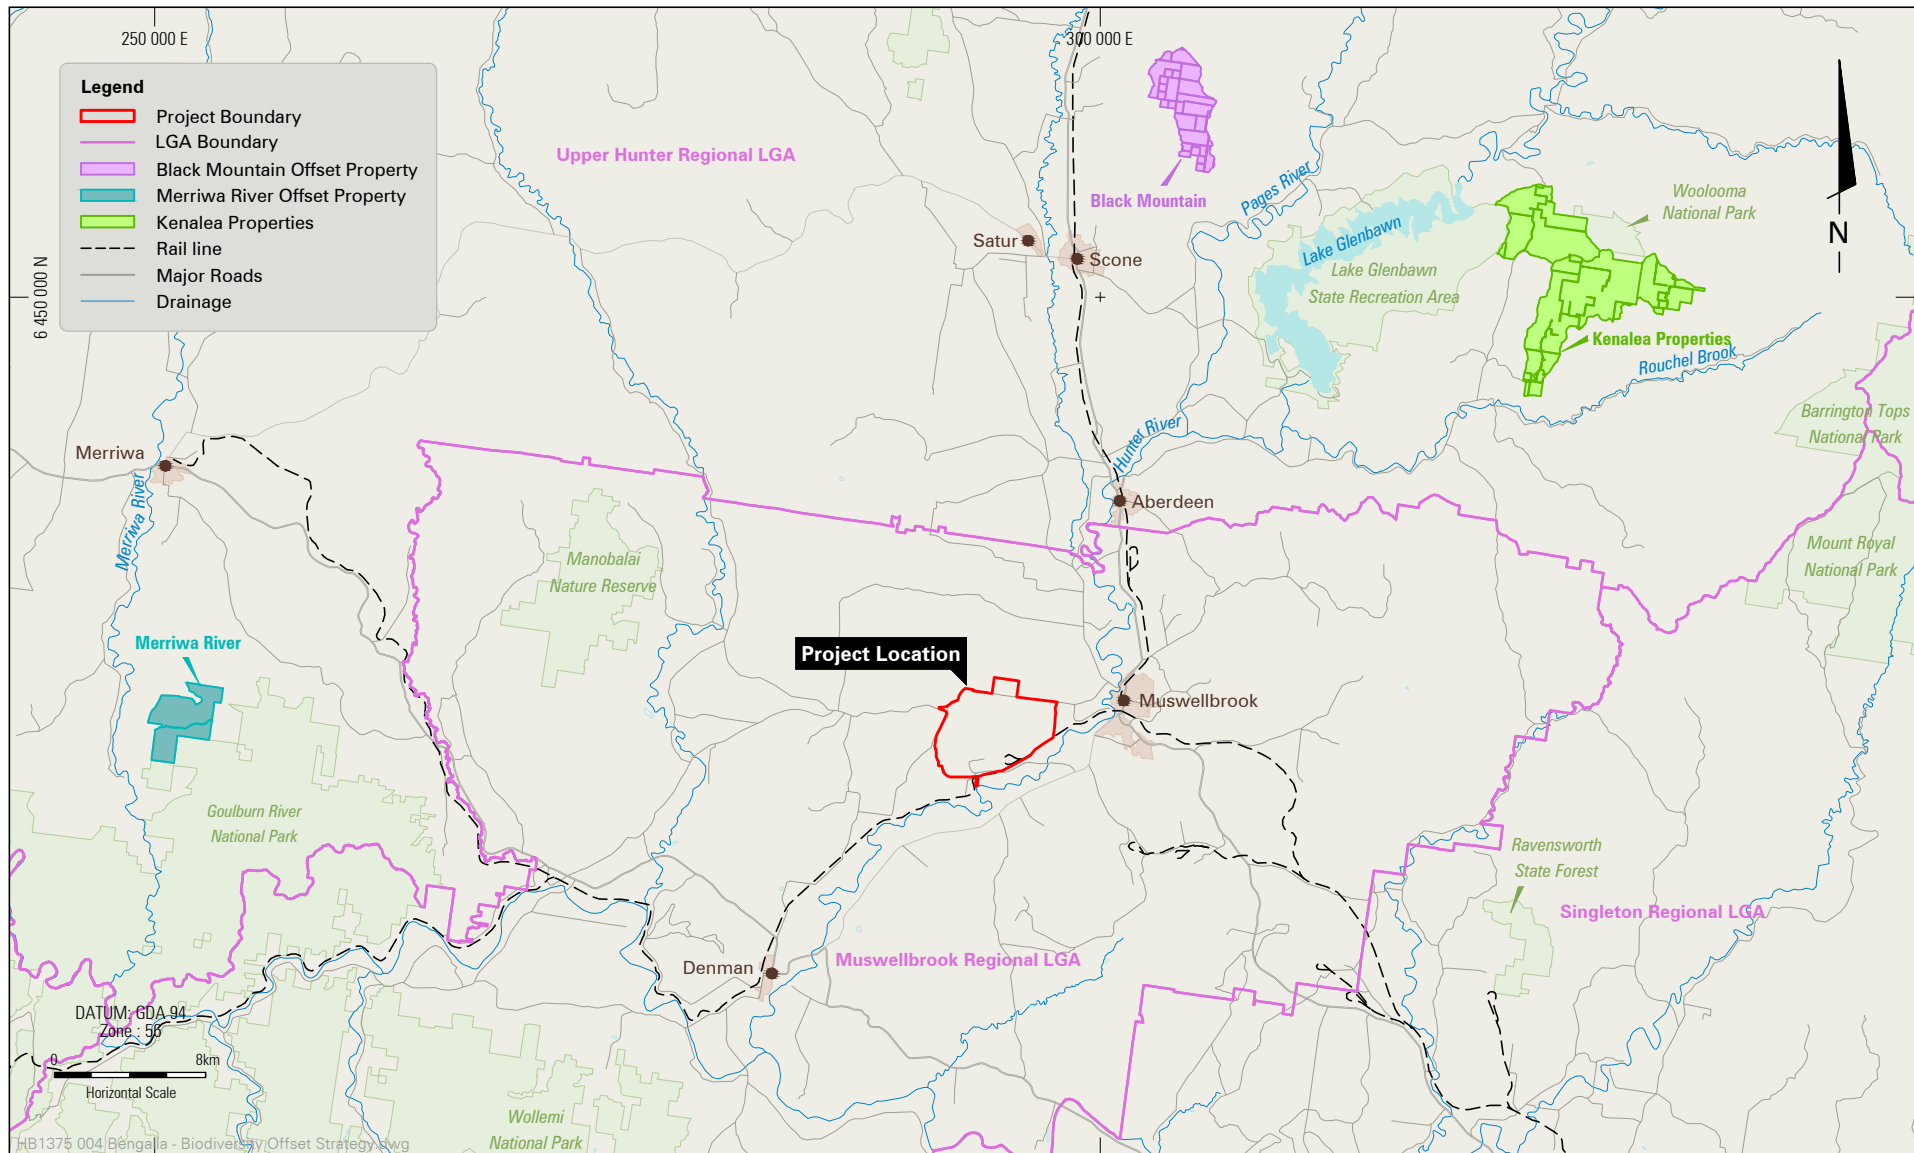 250 000 E
300 000 E
6 450 000 N
Legend
Project Boundary
LGA Boundary
Black Mountain Offset Property
Merriwa River Offset Property
Kenalea Properties
Rail line
Major Roads
Drainage
Upper Hunter Regional LGA
Black Mountain
Pages River
Woolooma
National Park
N
Satur
Scone
Lake Glenbawn
Lake Glenbawn
State Recreation Area
Kenalea Properties
Rouchel Brook
Barrington Tops
National Park
Merriwa
Merriwa River
Hunter River
Aberdeen
Manobalai
Nature Reserve
Mount Royal
National Park
Merriwa River
Project Location
Muswellbrook
Goulburn River
National Park
Ravensworth
State Forest
Singleton Regional LGA
Denman
Muswellbrook Regional LGA
DATUM: GDA 94
Zone : 56
0 8km
Horizontal Scale
Wollemi
National Park
HB1375 004 Bengalla - Biodiversity Offset Strategy.dwg